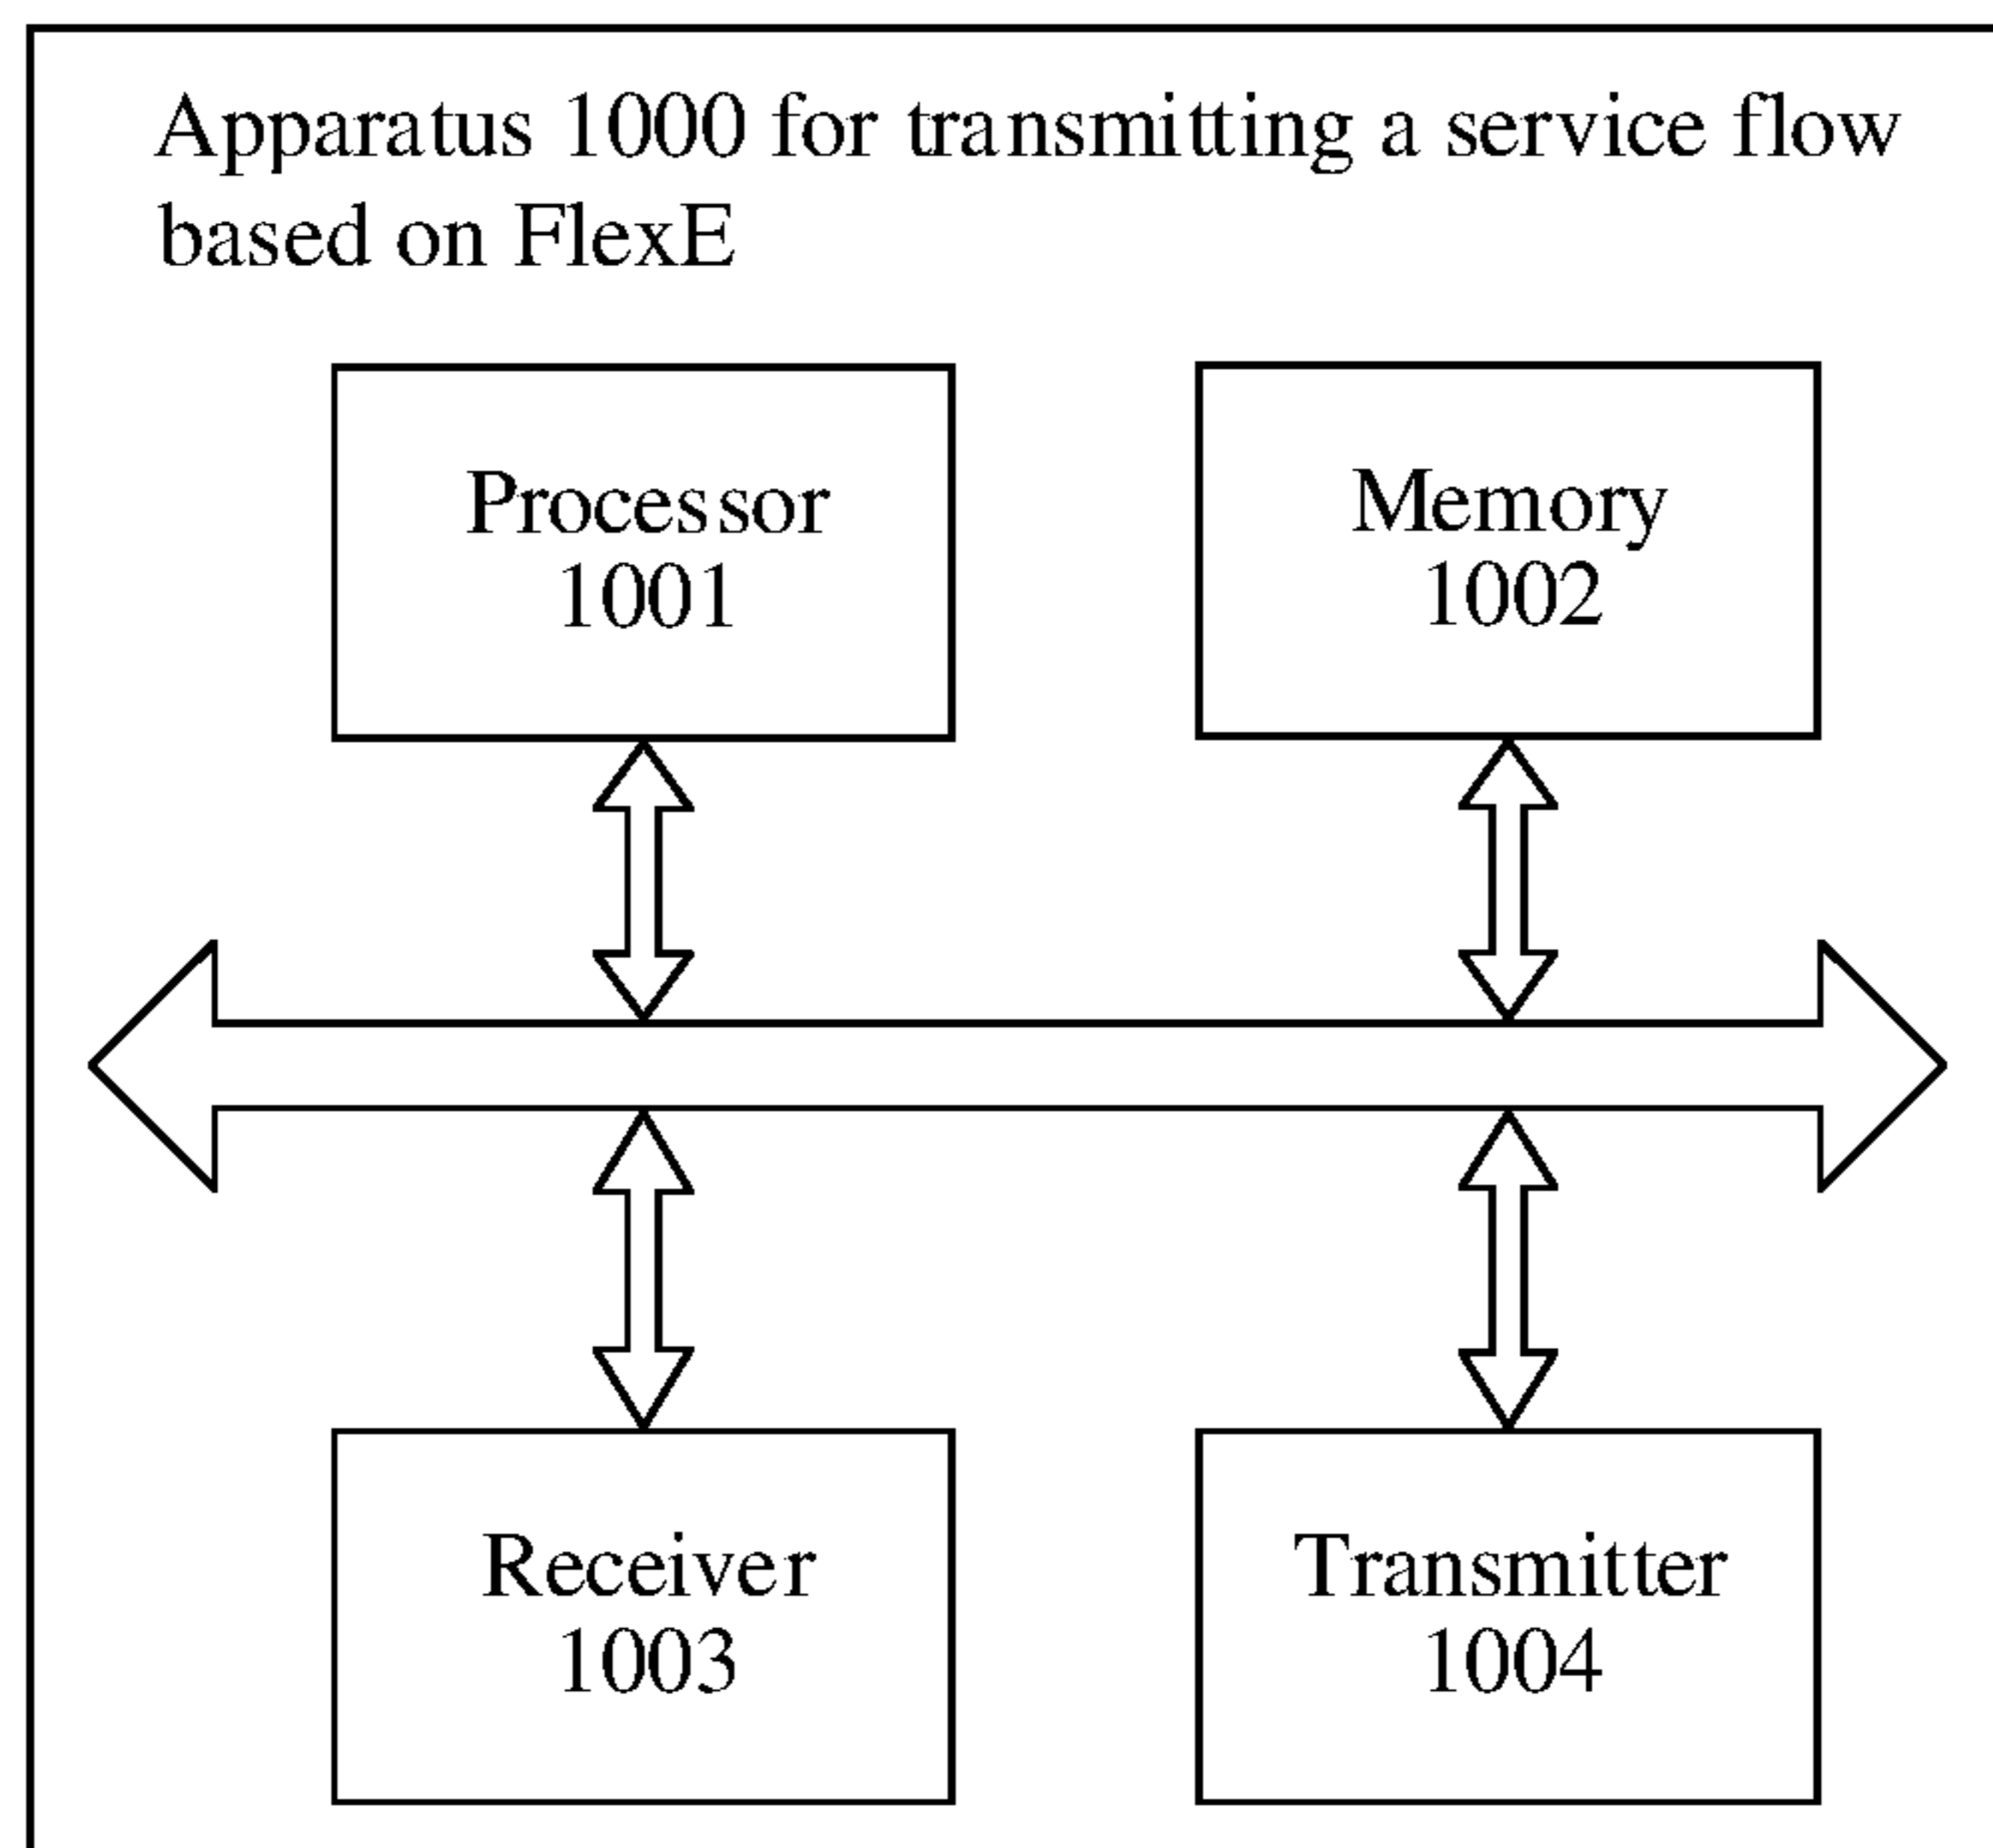 Apparatus 1000 for transmitting a service flow
based on FlexE
Processor
1001
Memory
1002
Receiver
1003
Transmitter
1004